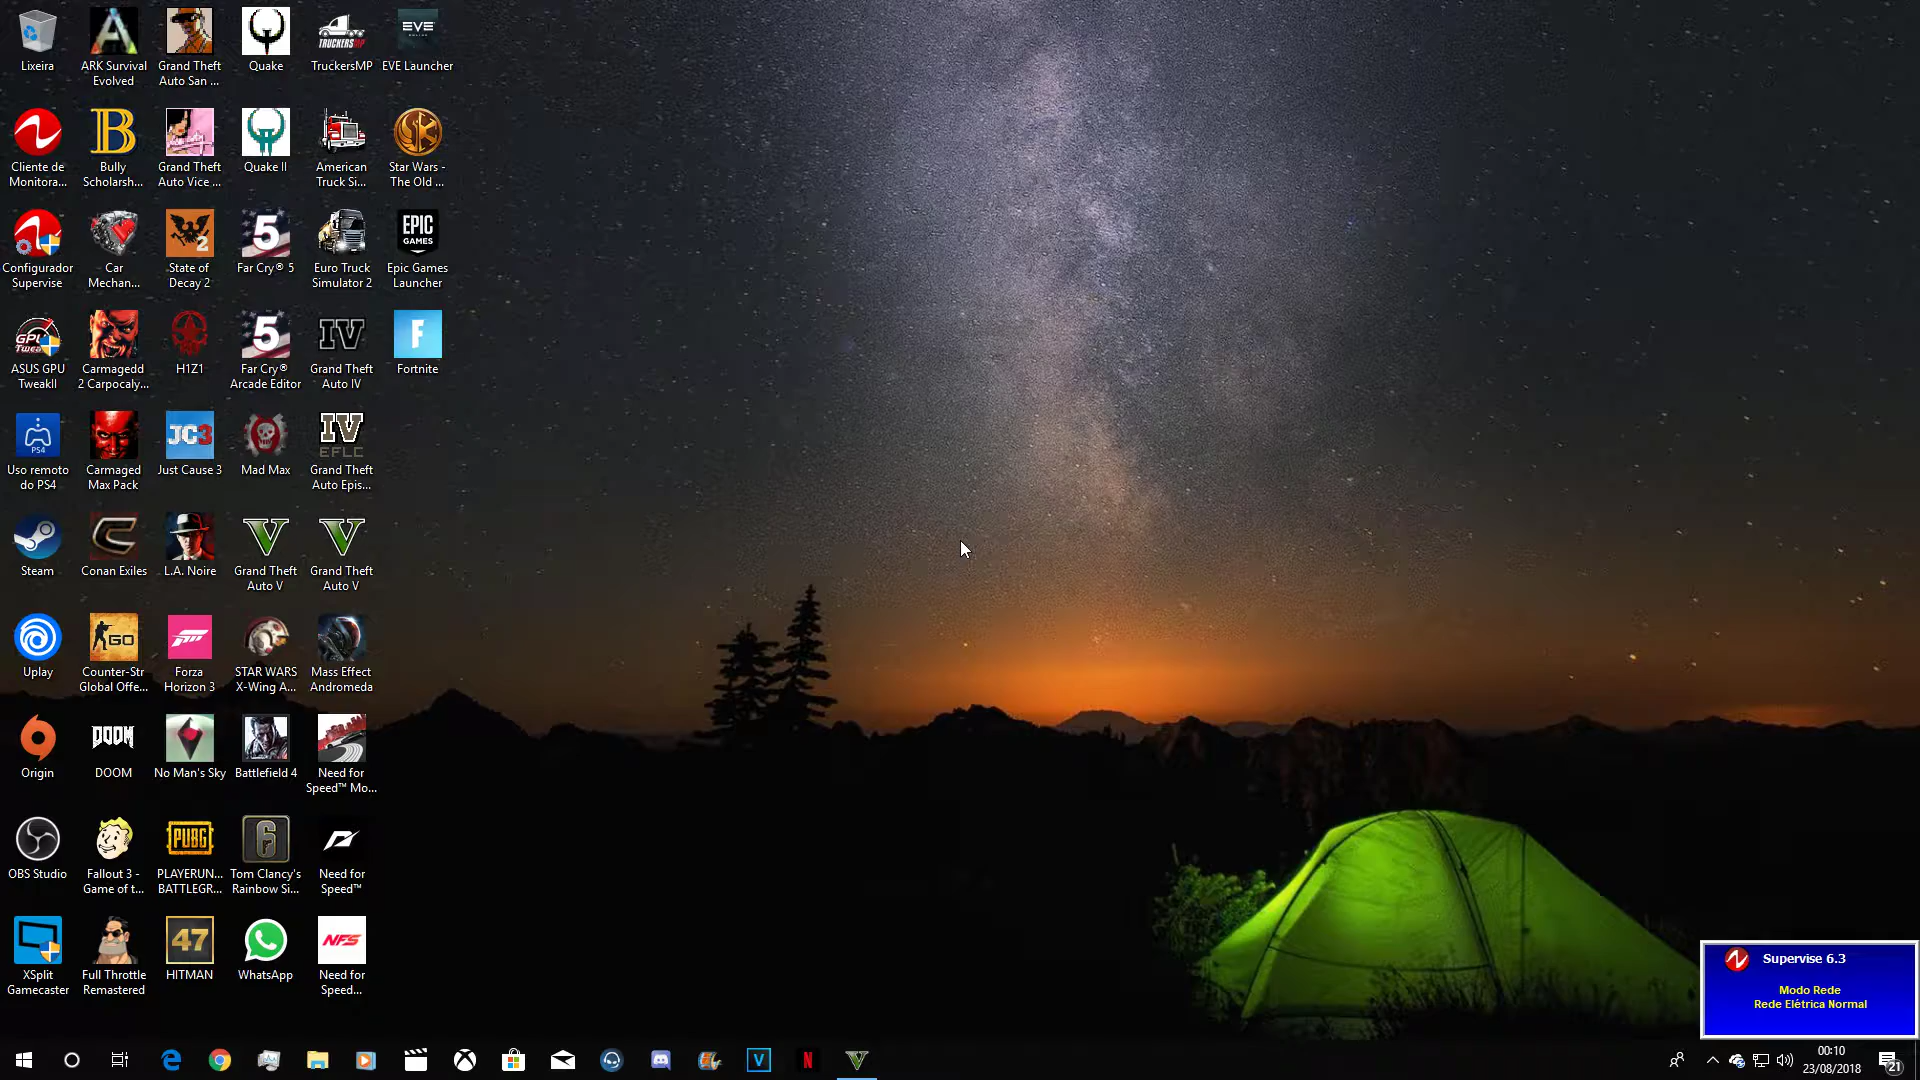 Lixeira
ARK Survival
Evolved
Grand Theft
Auto San ...
Quake
TruckersMP
EVE Launcher
Cliente de
Monitora...
Bully
Scholarsh...
Grand Theft
Auto Vice ...
Quake II
American
Truck Si...
Star Wars -
The Old ...
Configurador
Supervise
Car
Mechan...
State of
Decay 2
Far Cry® 5
Euro Truck
Simulator 2
Epic Games
Launcher
ASUS GPU
TweakII
Carmagedd
2 Carpocaly...
H1Z1
Far Cry®
Arcade Editor
Grand Theft
Auto IV
Fortnite
Uso remoto
do PS4
Carmaged
Max Pack
Just Cause 3
Mad Max
Grand Theft
Auto Epis...
Steam
Conan Exiles
L.A. Noire
Grand Theft
Auto V
Grand Theft
Auto V
Uplay
Counter-Str
Global Offe...
Forza
Horizon 3
STAR WARS
X-Wing A...
Mass Effect
Andromeda
Origin
DOOM
No Man's Sky
Battlefield 4
Need for
Speed™ Mo...
OBS Studio
Fallout 3 -
Game of t...
PLAYERUN...
BATTLEGR...
Tom Clancy's
Rainbow Si...
Need for
Speed™
XSplit
Gamecaster
Full Throttle
Remastered
HITMAN
WhatsApp
Need for
Speed...
Supervise 6.3
Modo Rede
Rede Elétrica Normal
00:10
23/08/2018
21